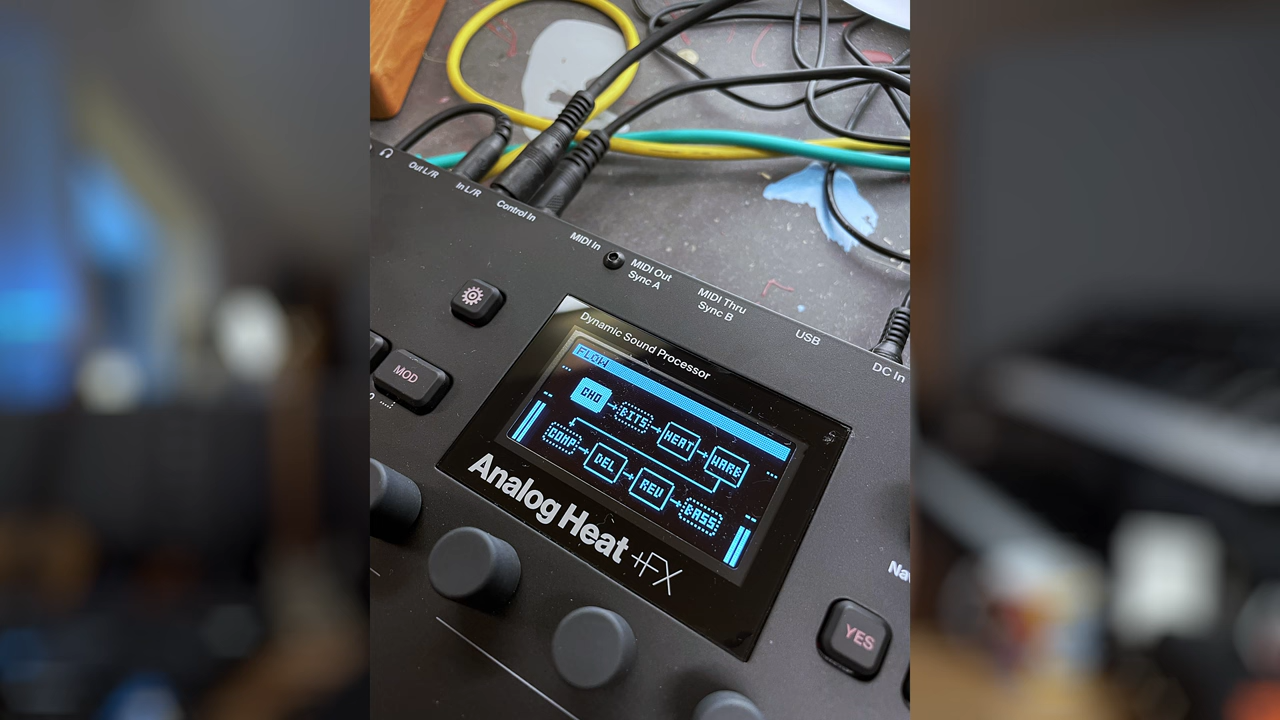 Out L/R
In L/R
Control In
MIDI In
MIDI Out
Sync A
MIDI Thru
Sync B
USB
DC In
MOD
Dynamic Sound Processor
FLOW
CHO
BITS
HEAT
WARB
COMP
DEL
REV
BASS
Analog Heat +FX
YES